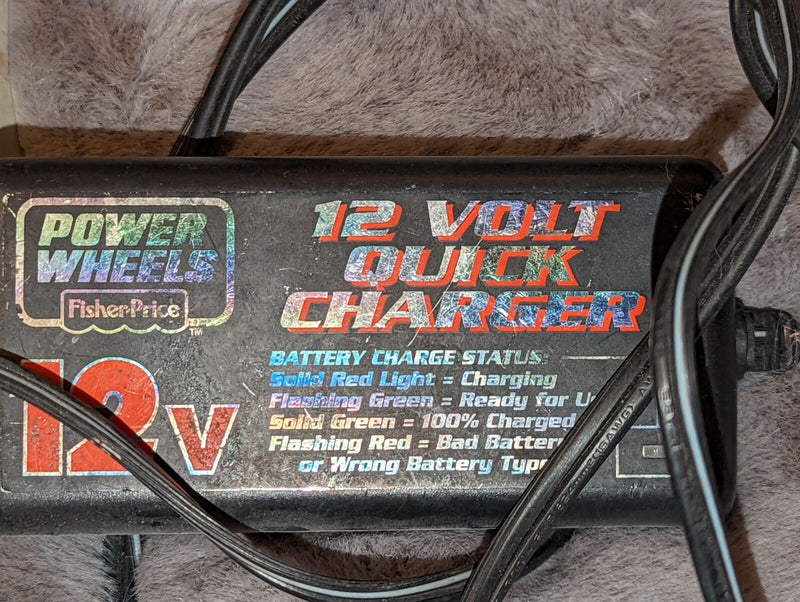 POWER
WHEELS
Fisher-Price
TM
12 VOLT
QUICK
CHARGER
12V
BATTERY CHARGE STATUS:
Solid Red Light = Charging
Flashing Green = Ready for U
Solid Green = 100% Charged
Flashing Red = Bad Batter
or Wrong Battery Type